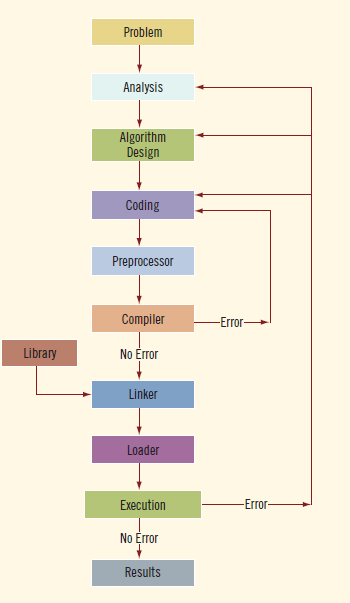 Problem
Analysis
Algorithm
Design
Coding
Preprocessor
Compiler
Error
No Error
Library
Linker
Loader
Execution
Error
No Error
Results